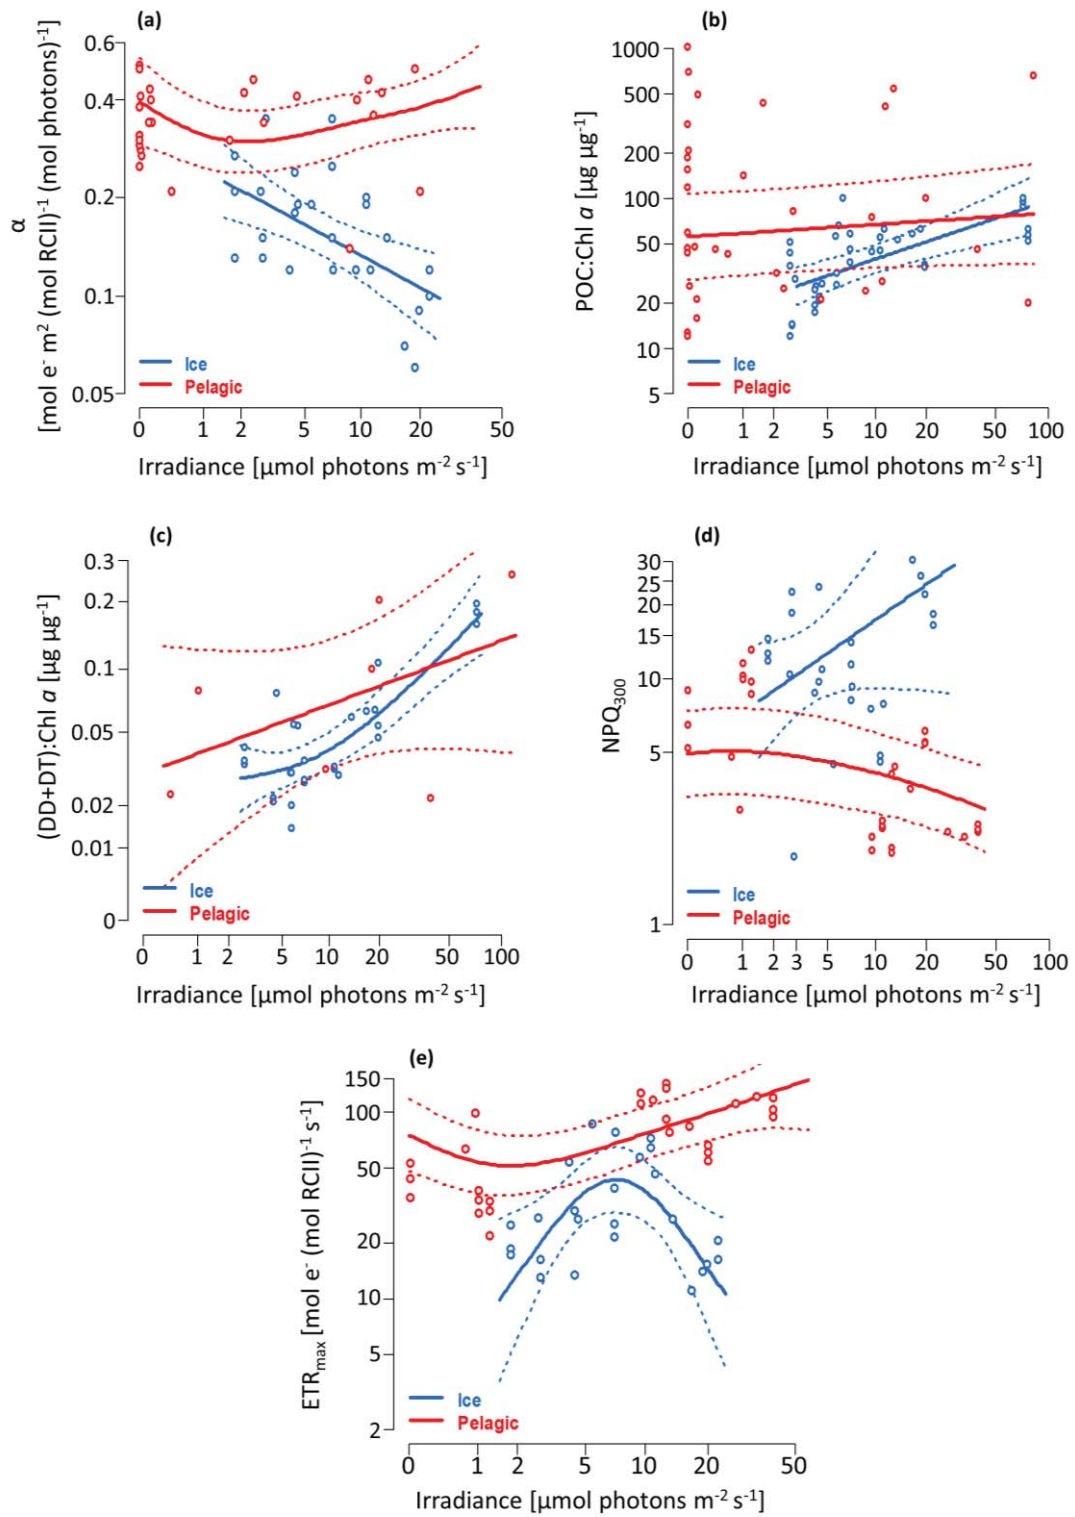 (a)
α
[mol e- m2 (mol RCII)-1 (mol photons)-1]
0.6
0.4
0.2
0.1
0.05
Ice
Pelagic
0 1 2 5 10 20 50
Irradiance [µmol photons m-2 s-1]
(b)
POC:Chl a [µg µg-1]
1000
500
200
100
50
20
10
5
Ice
Pelagic
0 1 2 5 10 20 50 100
Irradiance [µmol photons m-2 s-1]
(c)
(DD+DT):Chl a [µg µg-1]
0.3
0.2
0.1
0.05
0.02
0.01
0
Ice
Pelagic
0 1 2 5 10 20 50 100
Irradiance [µmol photons m-2 s-1]
(d)
NPQ300
30
25
20
15
10
5
1
Ice
Pelagic
0 1 2 3 5 10 20 50 100
Irradiance [µmol photons m-2 s-1]
(e)
ETRmax [mol e- (mol RCII)-1 s-1]
150
100
50
20
10
5
2
Ice
Pelagic
0 1 2 5 10 20 50
Irradiance [µmol photons m-2 s-1]